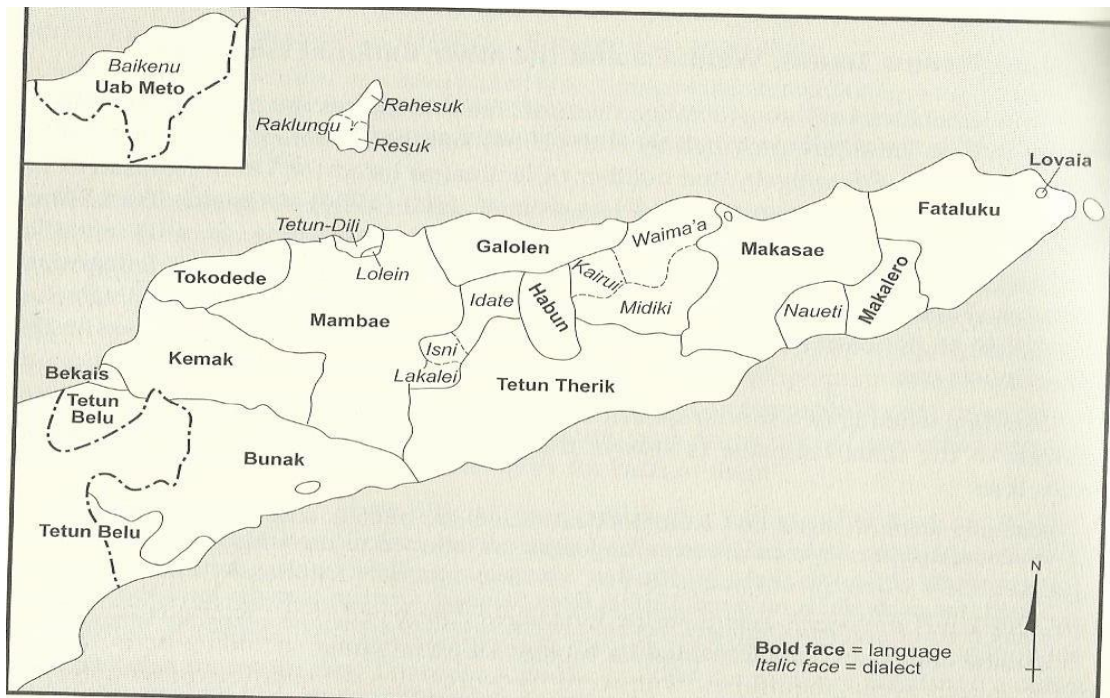 Baikenu
Uab Meto
Rahesuk
Raklungu
Resuk
Lovaia
Tetun-Dili
Lolein
Galolen
Waima'a
Makasae
Fataluku
Tokodede
Mambae
Idate
Habun
Kairui
Midiki
Naueti
Makalero
Kemak
Isni
Lakalei
Tetun Therik
Bekais
Tetun
Belu
Bunak
Tetun Belu
N
Bold face = language
Italic face = dialect